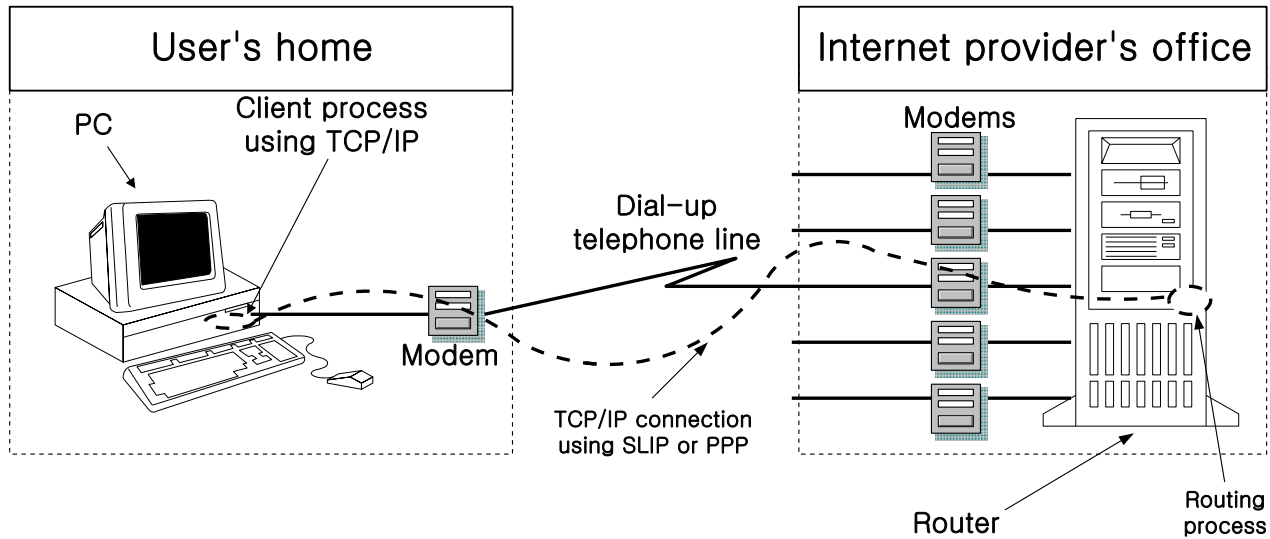 User's home
Internet provider's office
PC
Client process
using TCP/IP
Modems
Dial-up
telephone line
Modem
TCP/IP connection
using SLIP or PPP
Router
Routing
process